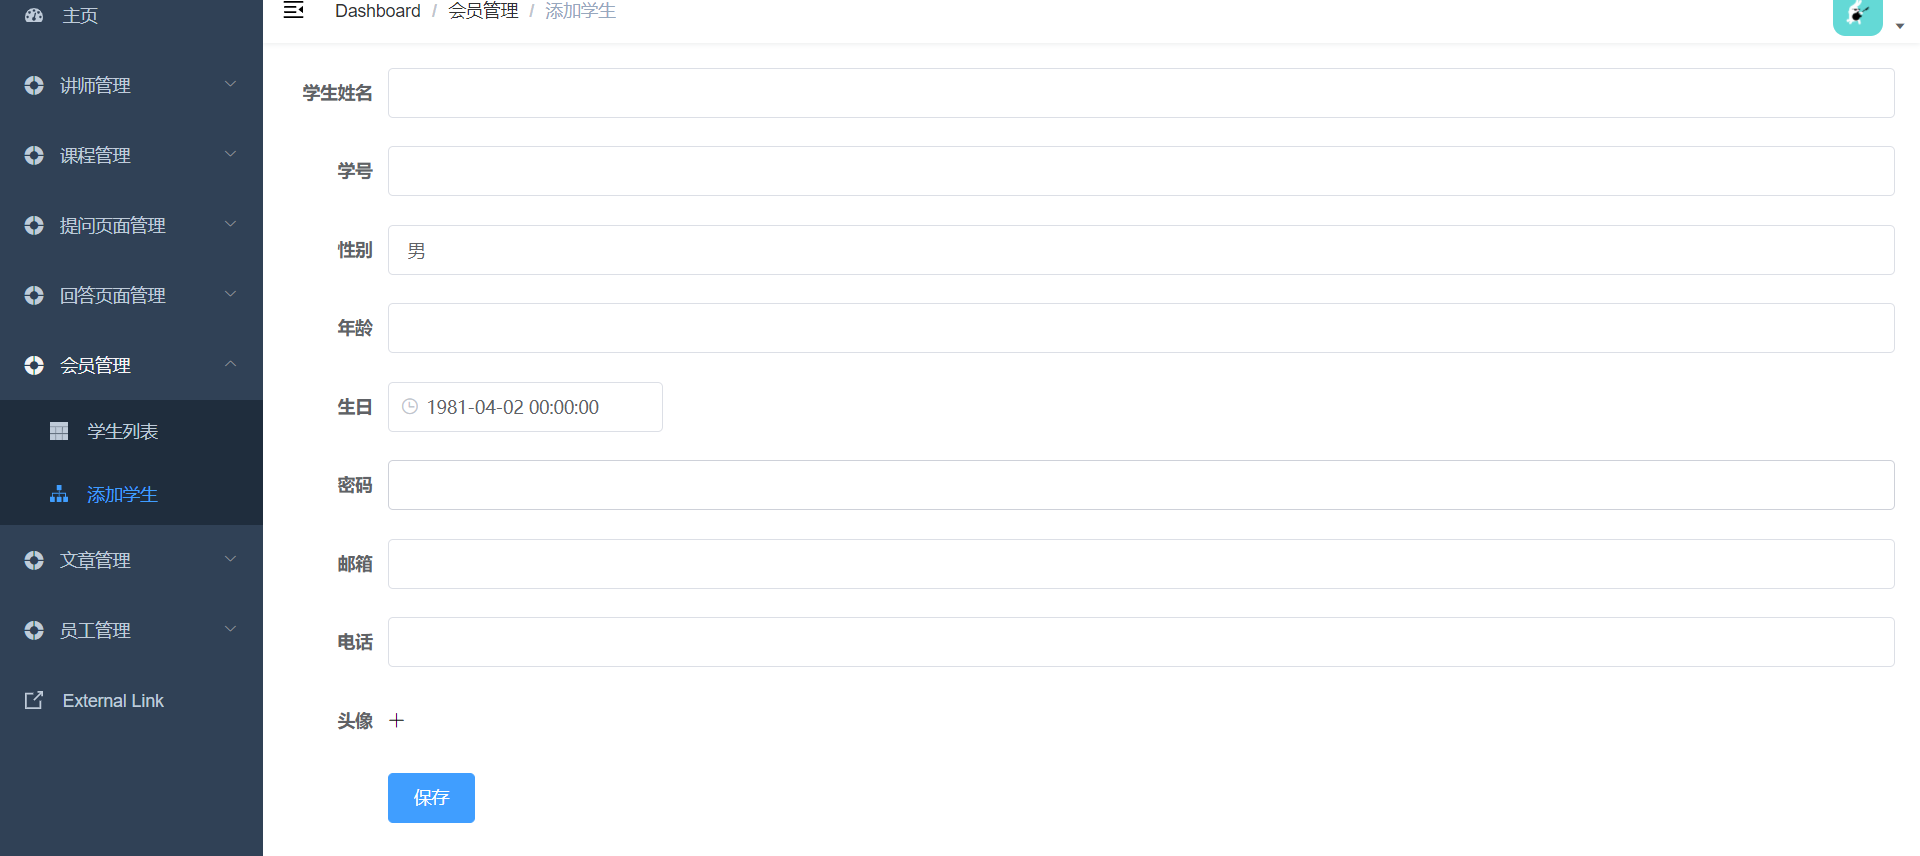 主页
讲师管理
课程管理
提问页面管理
回答页面管理
会员管理
学生列表
添加学生
文章管理
员工管理
External Link
Dashboard / 会员管理 / 添加学生
学生姓名
学号
性别 男
年龄
生日 1981-04-02 00:00:00
密码
邮箱
电话
头像 +
保存